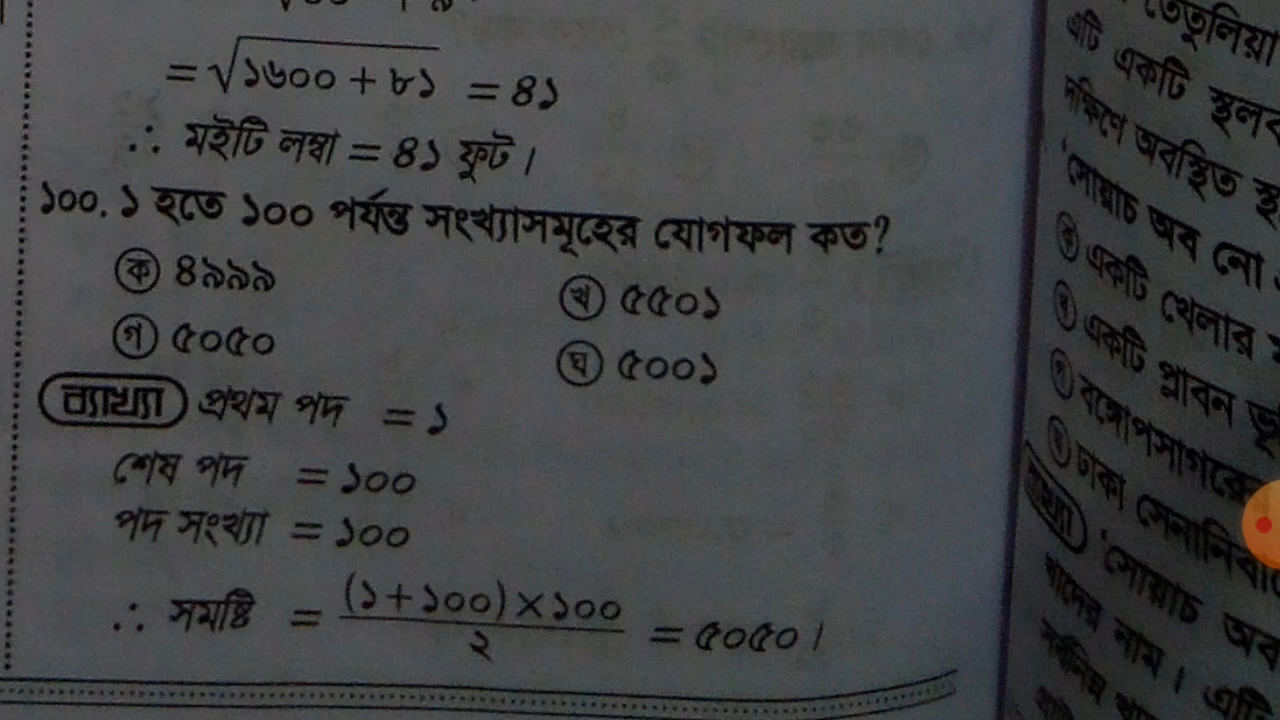 = √১৬০০ + ৮১ = ৪১
∴ মইটি লম্বা = ৪১ ফুট।
১০০. ১ হতে ১০০ পর্যন্ত সংখ্যাসমূহের যোগফল কত?
ক ৪৯৯৯
খ ৫৫০১
গ ৫০৫০
ঘ ৫০০১
ব্যাখ্যা প্রথম পদ = ১
শেষ পদ = ১০০
পদ সংখ্যা = ১০০
∴ সমষ্টি = (১+১০০)×১০০
২
= ৫০৫০।
তেতুলিয়া
এটি একটি
দক্ষিণে অবস্থিত
'সোয়াচ অব নো
ক একটি খেলার
খ একটি প্লাবন
গ বঙ্গোপসাগরের
ঘ ঢাকা
'সোয়াচ অব
খাদের নাম। এটি